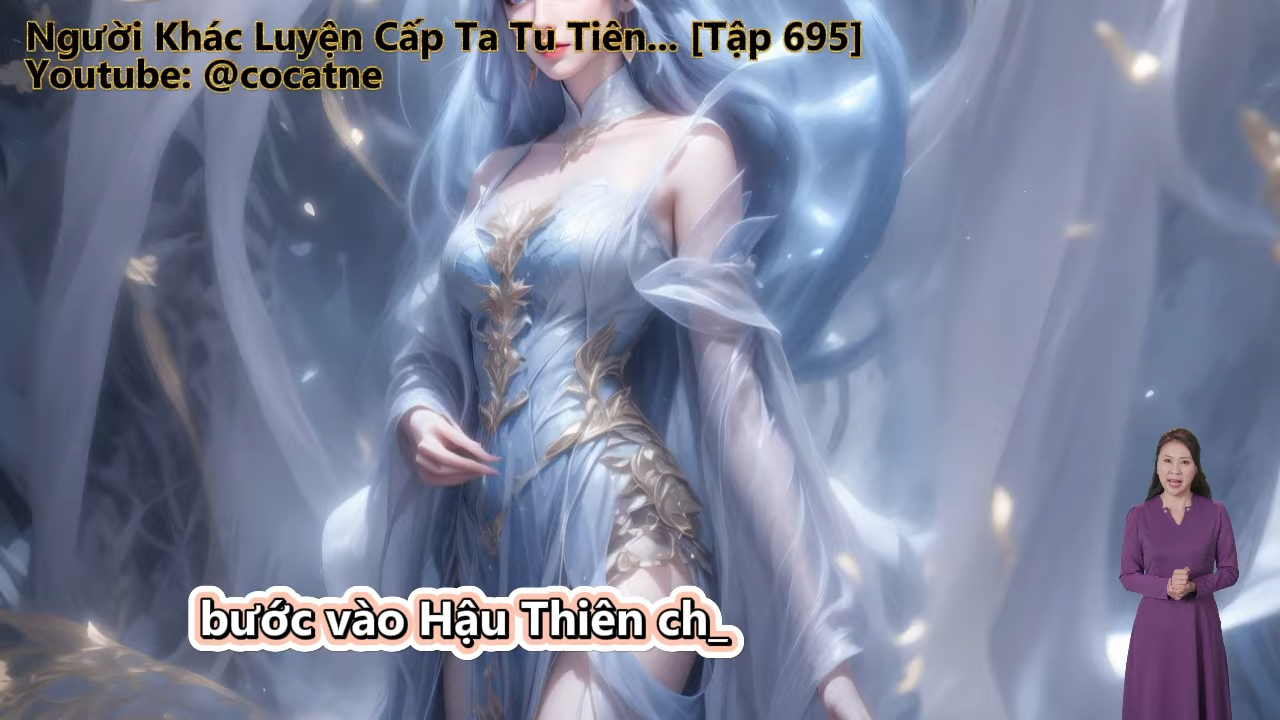 Người Khác Luyện Cấp Ta Tu Tiên... [Tập 695]
Youtube: @cocatne
bước vào Hậu Thiên ch_